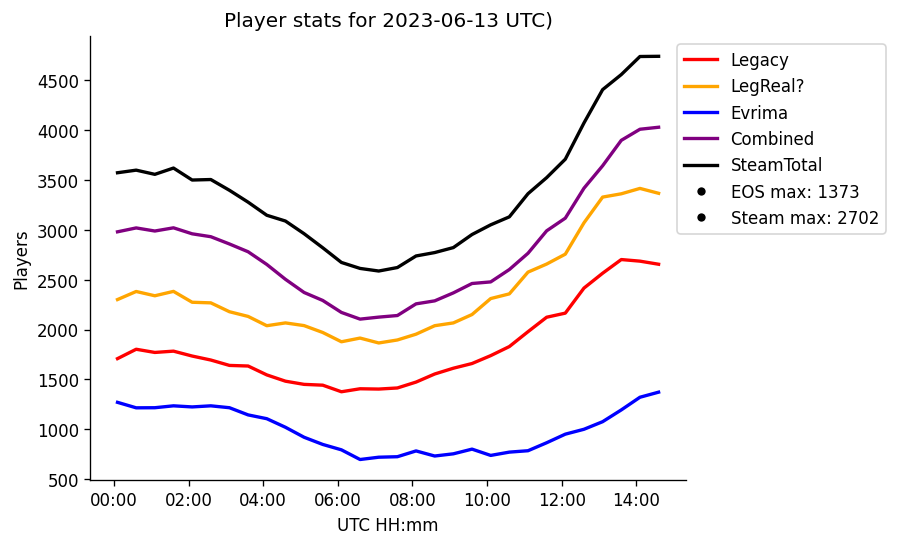 Player stats for 2023-06-13 UTC)
Players
4500
4000
3500
3000
2500
2000
1500
1000
500
00:00 02:00 04:00 06:00 08:00 10:00 12:00 14:00
UTC HH:mm
Legacy
LegReal?
Evrima
Combined
SteamTotal
EOS max: 1373
Steam max: 2702